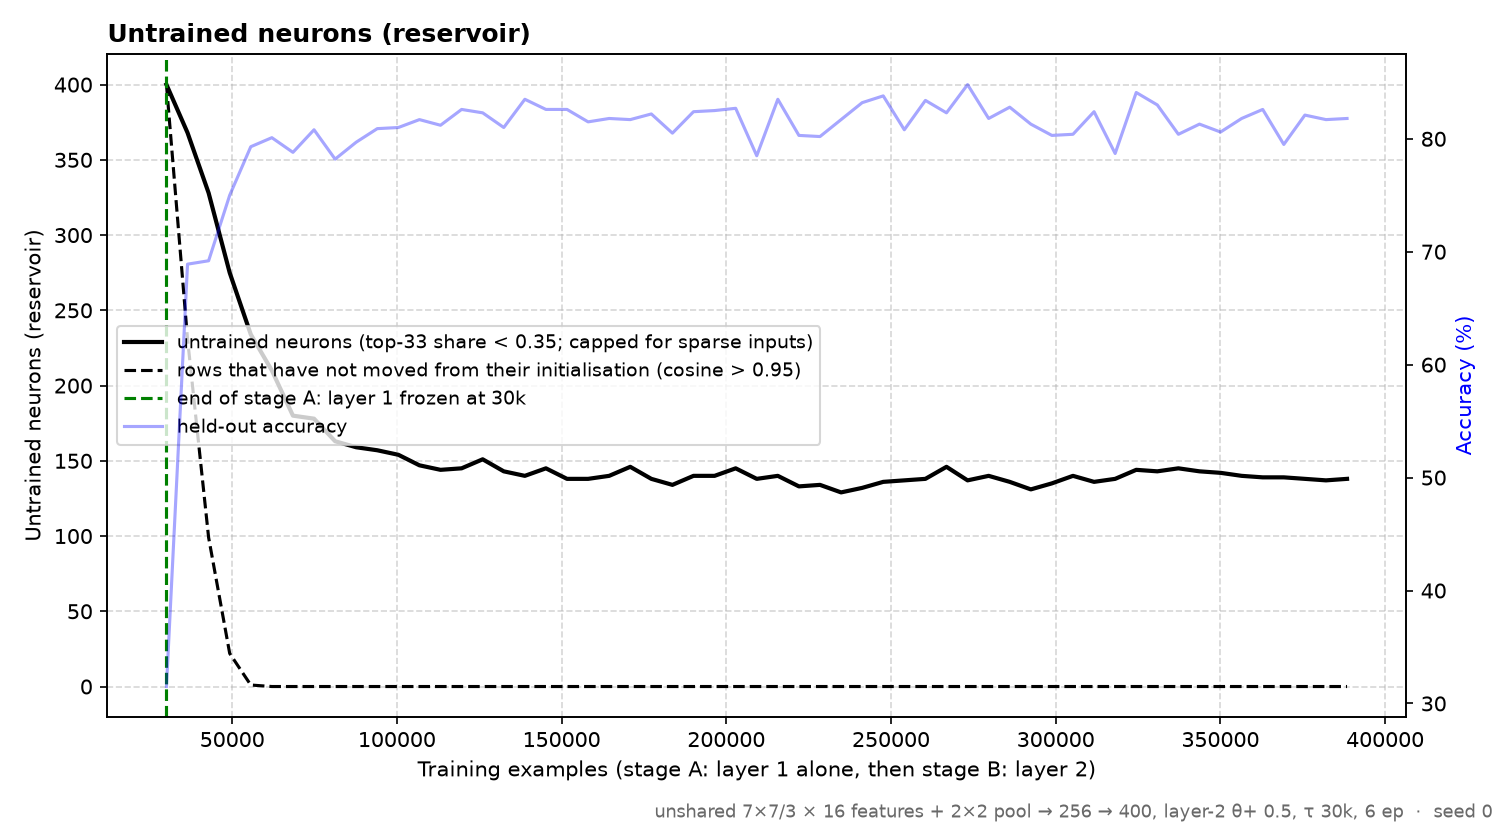 Untrained neurons (reservoir)
Untrained neurons (reservoir)
400
350
300
250
200
150
100
50
0
untrained neurons (top-33 share < 0.35; capped for sparse inputs)
rows that have not moved from their initialisation (cosine > 0.95)
end of stage A: layer 1 frozen at 30k
held-out accuracy
80
70
60
50
40
30
Accuracy (%)
50000 100000 150000 200000 250000 300000 350000 400000
Training examples (stage A: layer 1 alone, then stage B: layer 2)
unshared 7×7/3 × 16 features + 2×2 pool → 256 → 400, layer-2 θ+ 0.5, τ 30k, 6 ep · seed 0